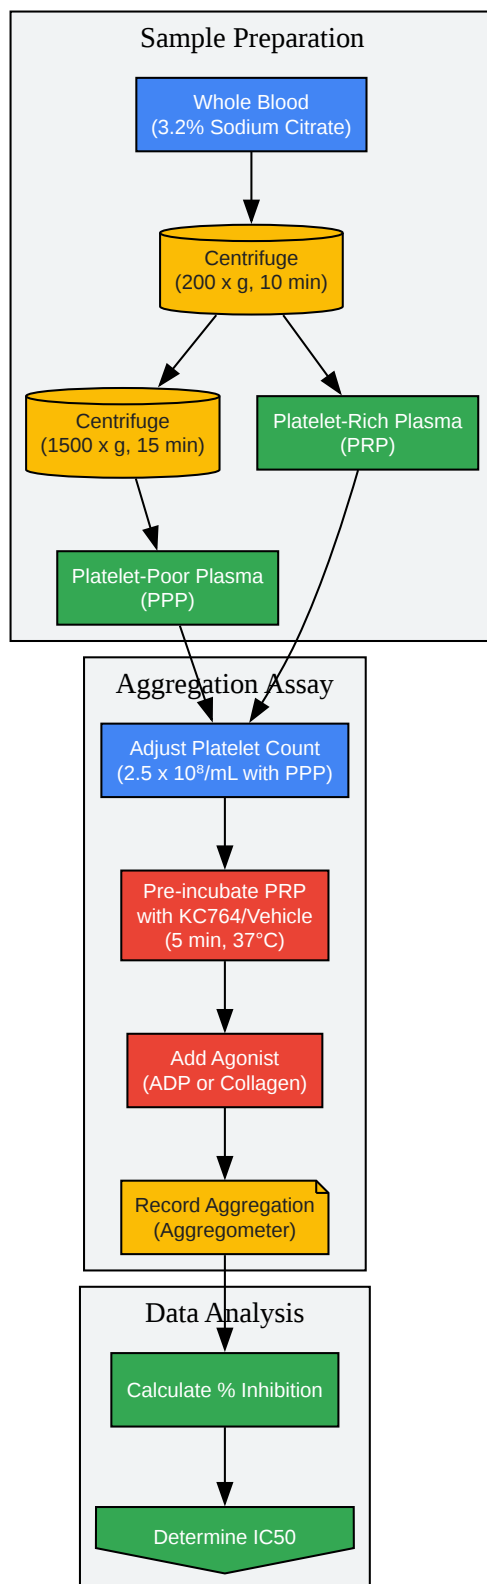 Sample Preparation
Whole Blood
(3.2% Sodium Citrate)
Centrifuge
(200 x g, 10 min)
Centrifuge
(1500 x g, 15 min)
Platelet-Rich Plasma
(PRP)
Platelet-Poor Plasma
(PPP)
Aggregation Assay
Adjust Platelet Count
(2.5 x 10⁸/mL with PPP)
Pre-incubate PRP
with KC764/Vehicle
(5 min, 37°C)
Add Agonist
(ADP or Collagen)
Record Aggregation
(Aggregometer)
Data Analysis
Calculate % Inhibition
Determine IC50